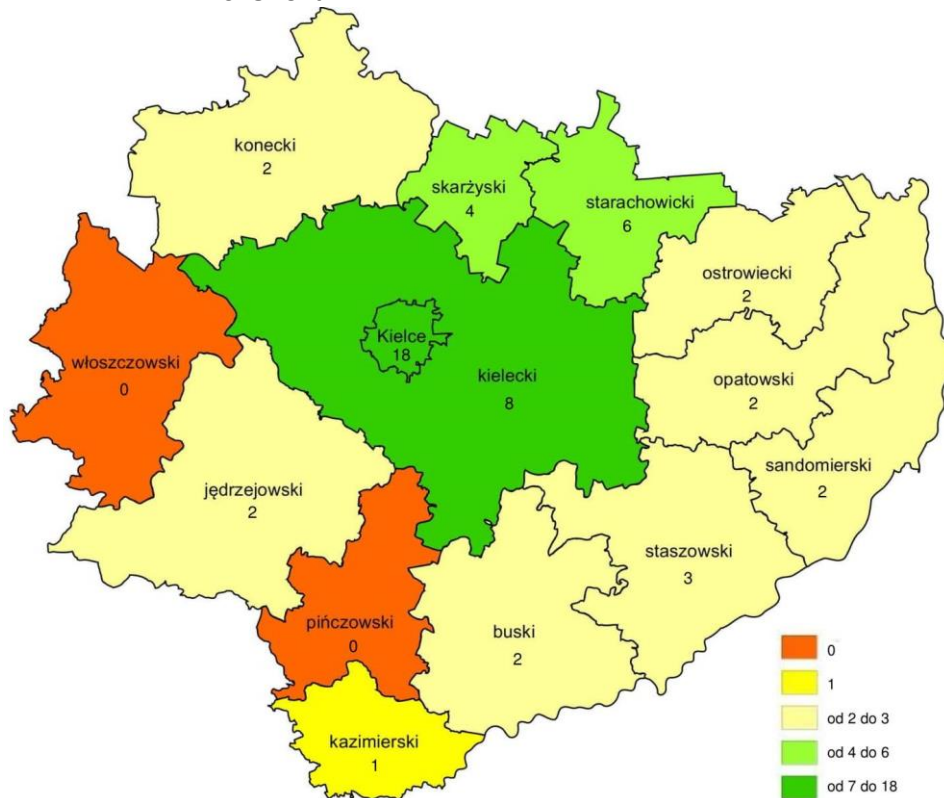 konecki
2
skarżyski
4
starachowicki
6
ostrowiecki
2
włoszczowski
0
Kielce
18
kielecki
8
opatowski
2
sandomierski
2
jędrzejowski
2
staszowski
3
pińczowski
0
buski
2
kazimierski
1
0
1
od 2 do 3
od 4 do 6
od 7 do 18